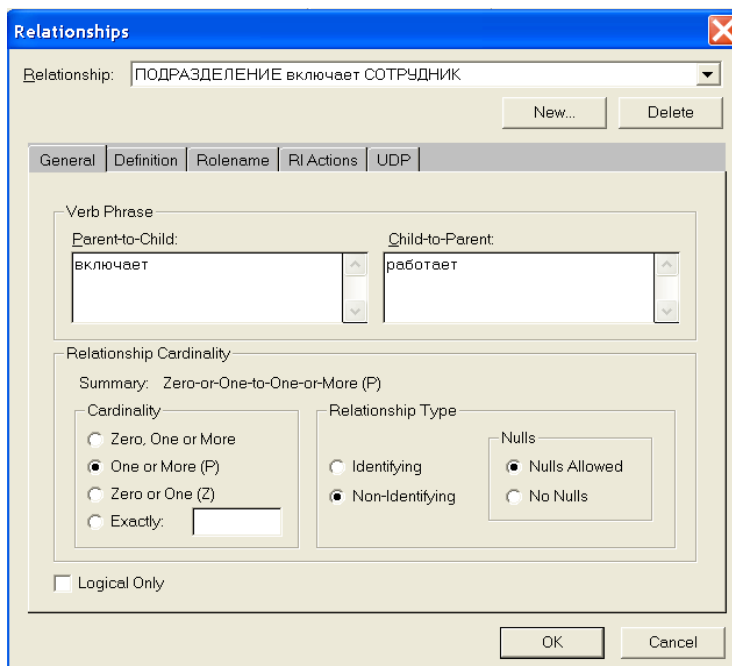 Relationships
Relationship: ПОДРАЗДЕЛЕНИЕ включает СОТРУДНИК
New... Delete
General Definition Rolename RI Actions UDP
Verb Phrase
Parent-to-Child: Child-to-Parent:
включает работает
Relationship Cardinality
Summary: Zero-or-One-to-One-or-More (P)
Cardinality Relationship Type
Zero, One or More Nulls
One or More (P) Identifying Nulls Allowed
Zero or One (Z) Non-Identifying No Nulls
Exactly:
Logical Only
OK Cancel